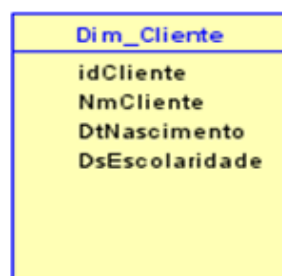 Dim_Cliente
idCliente
NmCliente
DtNascimento
DsEscolaridade